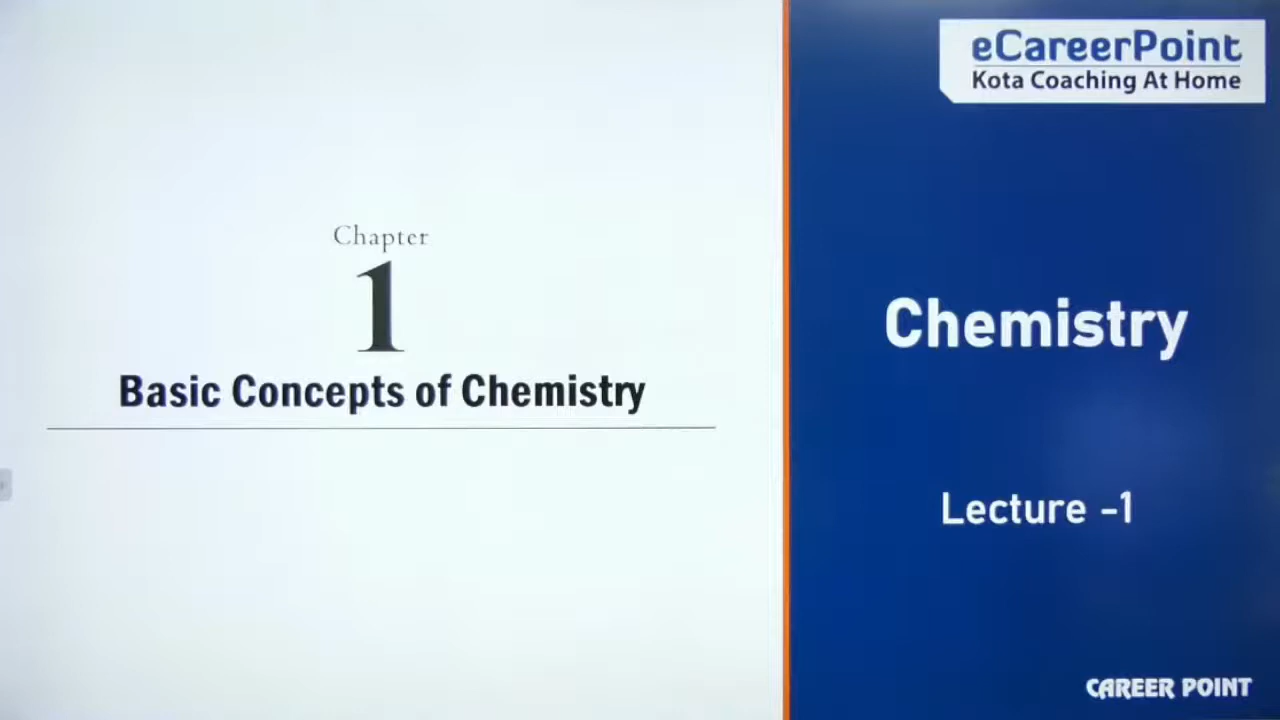 Chapter
1
Basic Concepts of Chemistry
eCareerPoint
Kota Coaching At Home
Chemistry
Lecture -1
CAREER POINT